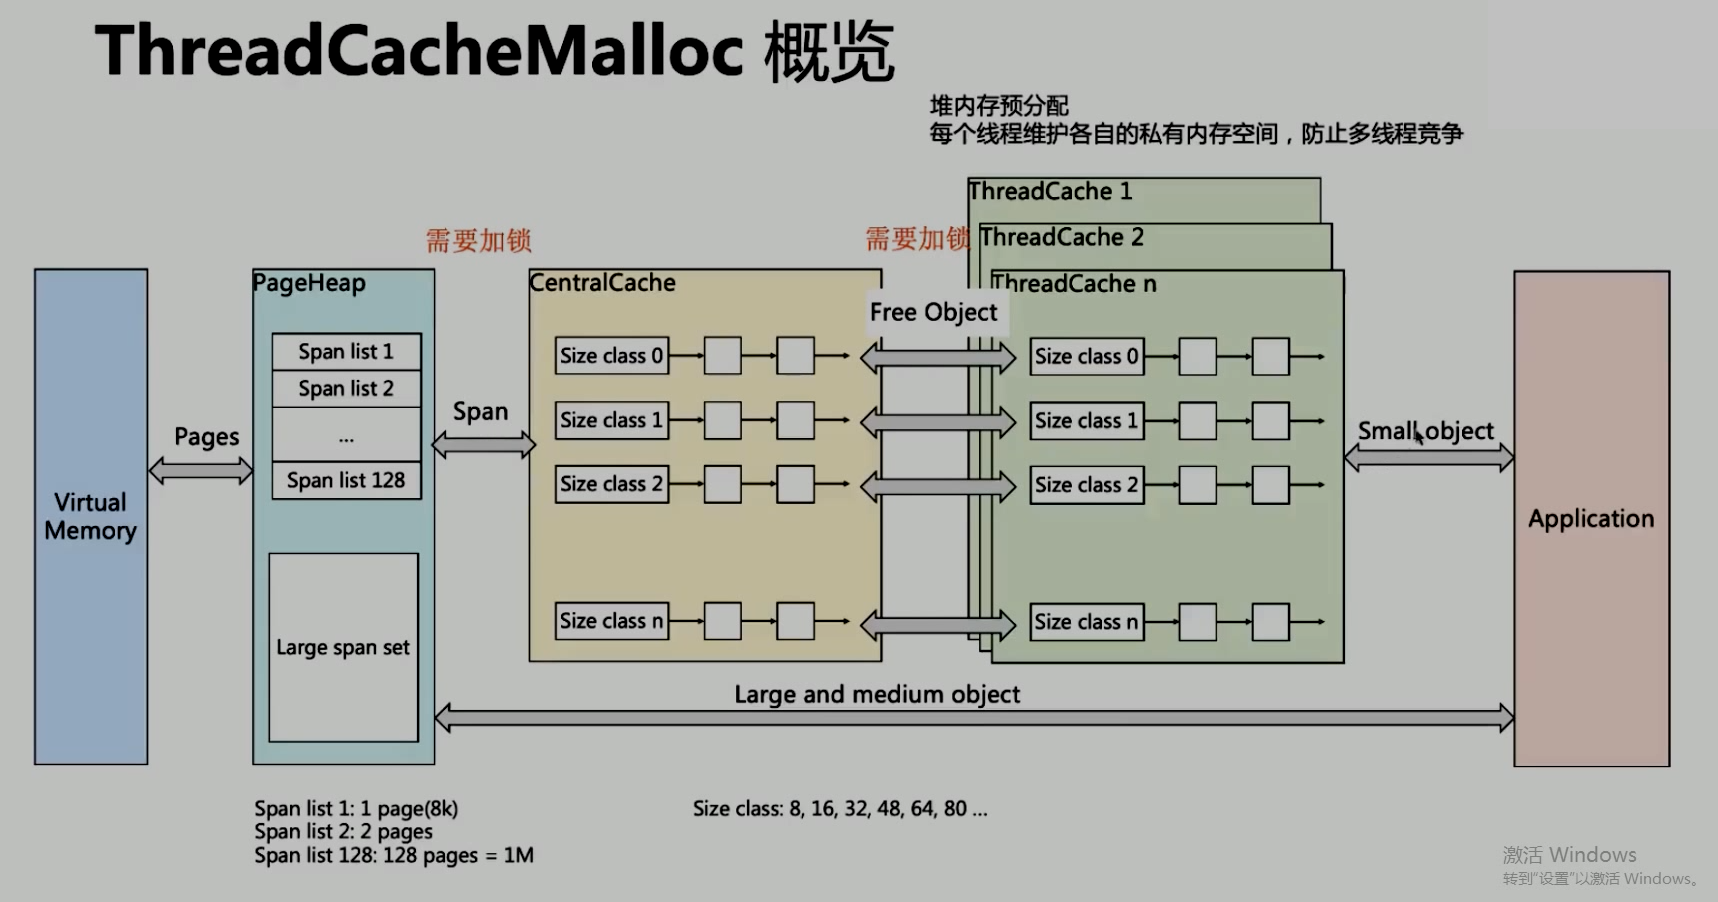 ThreadCacheMalloc 概览
堆内存预分配
每个线程维护各自的私有内存空间，防止多线程竞争
ThreadCache 1
需要加锁
需要加锁
ThreadCache 2
PageHeap
CentralCache
ThreadCache n
Free Object
Span list 1
Size class 0
Size class 0
Span list 2
Span
Size class 1
Size class 1
Small object
Pages
...
Span list 128
Size class 2
Size class 2
Virtual
Memory
Application
Size class n
Size class n
Large span set
Large and medium object
Span list 1: 1 page(8k)
Size class: 8, 16, 32, 48, 64, 80 ...
Span list 2: 2 pages
Span list 128: 128 pages = 1M
激活 Windows
转到“设置”以激活 Windows。